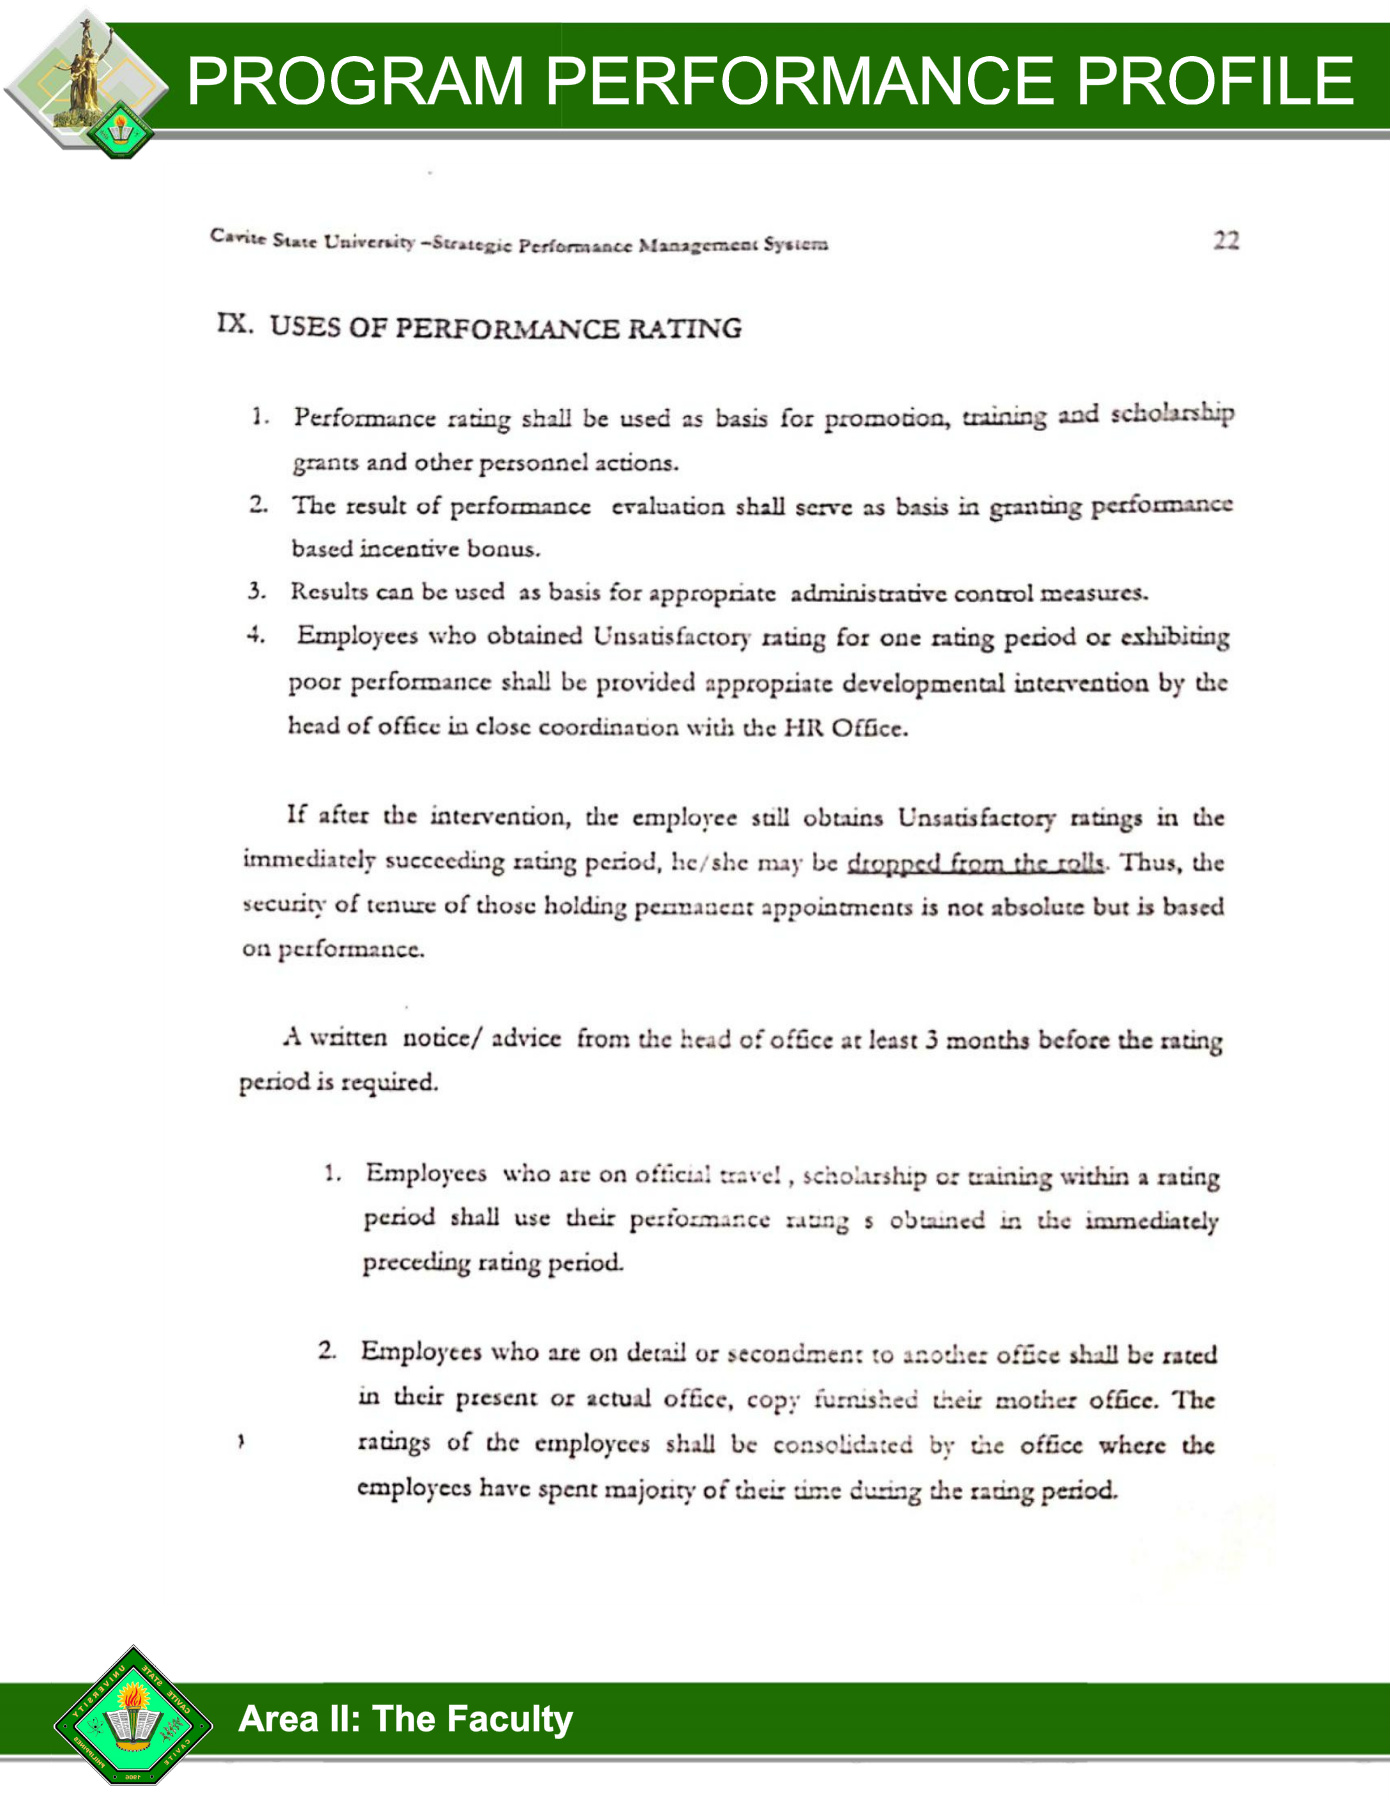 PROGRAM PERFORMANCE PROFILE
Cavite State University –Strategic Performance Management System 22
IX. USES OF PERFORMANCE RATING
1. Performance rating shall be used as basis for promotion, training and scholarship
grants and other personnel actions.
2. The result of performance evaluation shall serve as basis in granting performance
based incentive bonus.
3. Results can be used as basis for appropriate administrative control measures.
4. Employees who obtained Unsatisfactory rating for one rating period or exhibiting
poor performance shall be provided appropriate developmental intervention by the
head of office in close coordination with the HR Office.
If after the intervention, the employee still obtains Unsatisfactory ratings in the
immediately succeeding rating period, he/she may be dropped from the rolls. Thus, the
security of tenure of those holding permanent appointments is not absolute but is based
on performance.
A written notice/ advice from the head of office at least 3 months before the rating
period is required.
1. Employees who are on official travel , scholarship or training within a rating
period shall use their performance rating s obtained in the immediately
preceding rating period.
2. Employees who are on detail or secondment to another office shall be rated
in their present or actual office, copy furnished their mother office. The
ratings of the employees shall be consolidated by the office where the
employees have spent majority of their time during the rating period.
CAVITE STATE UNIVERSITY
CAVITE
PHILIPPINES
1906
Area II: The Faculty